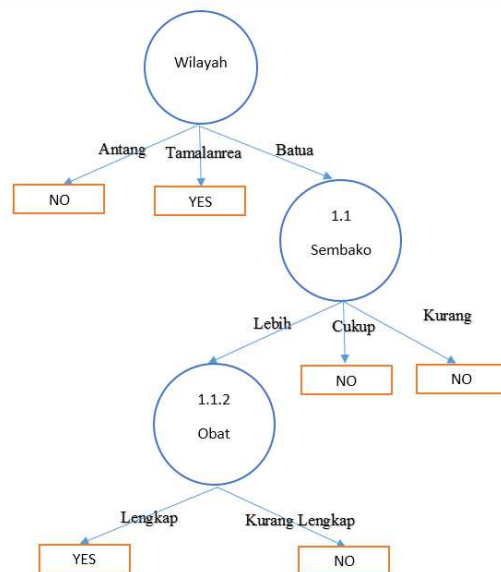 Wilayah
Antang
Tamalanrea
Batua
NO
YES
1.1
Sembako
Lebih
Cukup
Kurang
NO
NO
1.1.2
Obat
Lengkap
Kurang Lengkap
YES
NO